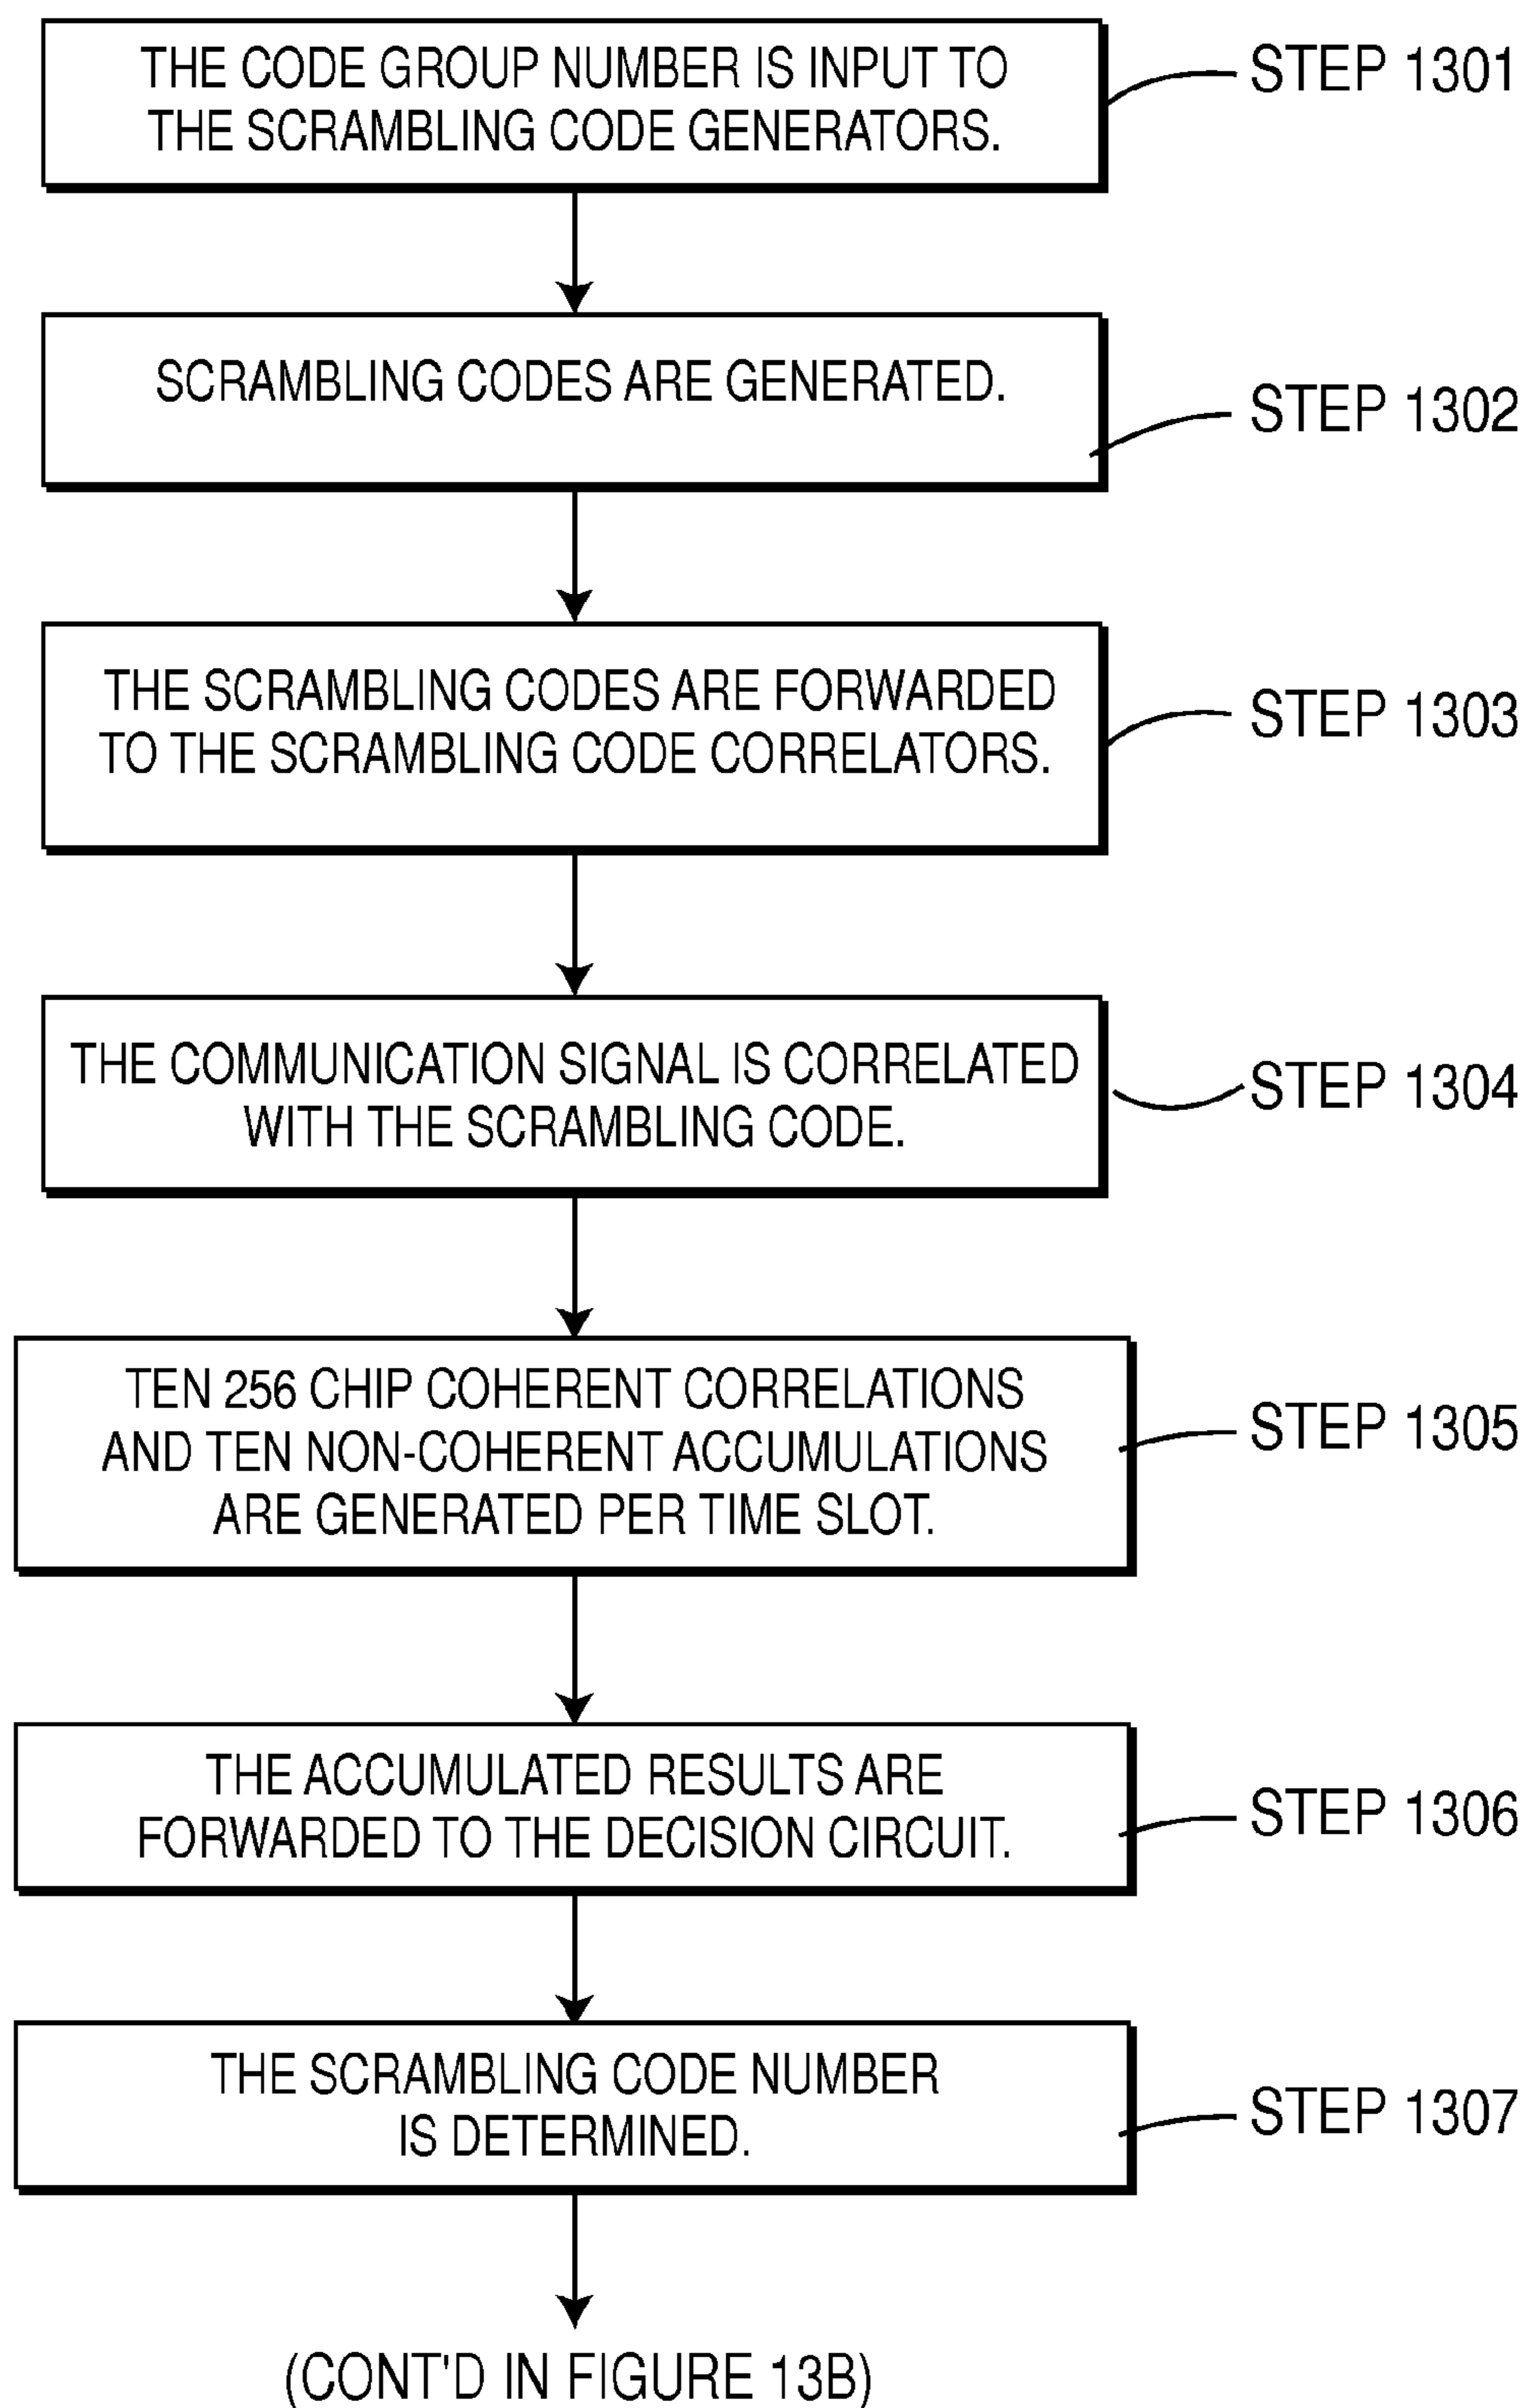 THE CODE GROUP NUMBER IS INPUT TO
THE SCRAMBLING CODE GENERATORS.
STEP 1301
SCRAMBLING CODES ARE GENERATED.
STEP 1302
THE SCRAMBLING CODES ARE FORWARDED
TO THE SCRAMBLING CODE CORRELATORS.
STEP 1303
THE COMMUNICATION SIGNAL IS CORRELATED
WITH THE SCRAMBLING CODE.
STEP 1304
TEN 256 CHIP COHERENT CORRELATIONS
AND TEN NON-COHERENT ACCUMULATIONS
ARE GENERATED PER TIME SLOT.
STEP 1305
THE ACCUMULATED RESULTS ARE
FORWARDED TO THE DECISION CIRCUIT.
STEP 1306
THE SCRAMBLING CODE NUMBER
IS DETERMINED.
STEP 1307
(CONT'D IN FIGURE 13B)